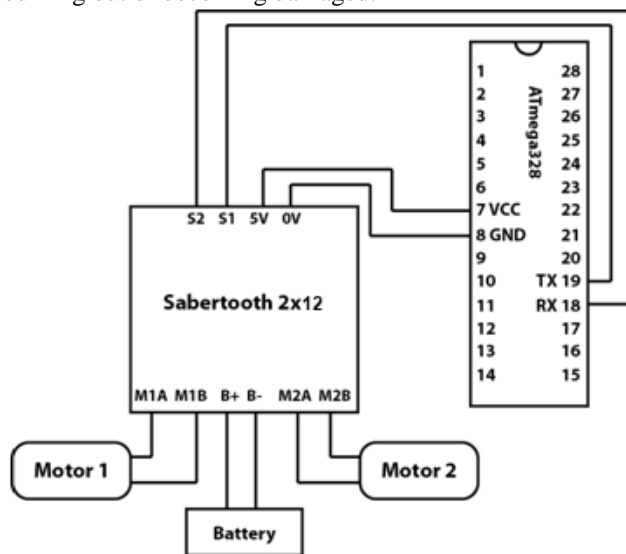 S2 S1 5V 0V
Sabertooth 2x12
M1A M1B B+ B- M2A M2B
Motor 1
Motor 2
Battery
ATmega328
1 28
2 27
3 26
4 25
5 24
6 23
7 VCC 22
8 GND 21
9 20
10 TX 19
11 RX 18
12 17
13 16
14 15